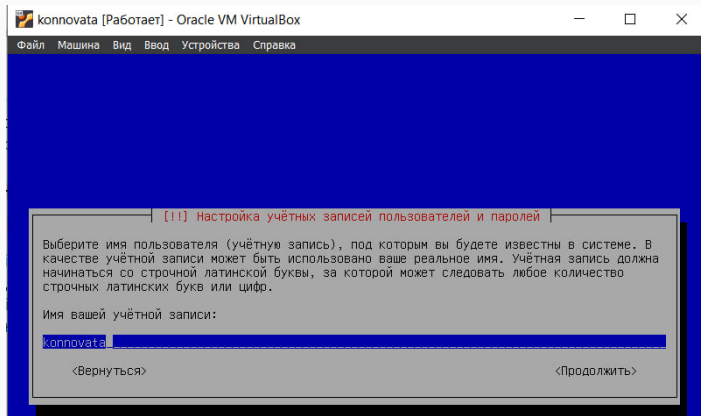 konnovata [Работает] - Oracle VM VirtualBox
Файл Машина Вид Ввод Устройства Справка
[!!] Настройка учётных записей пользователей и паролей
Выберите имя пользователя (учётную запись), под которым вы будете известны в системе. В
качестве учётной записи может быть использовано ваше реальное имя. Учётная запись должна
начинаться со строчной латинской буквы, за которой может следовать любое количество
строчных латинских букв или цифр.
Имя вашей учётной записи:
konnovata
<Вернуться> <Продолжить>